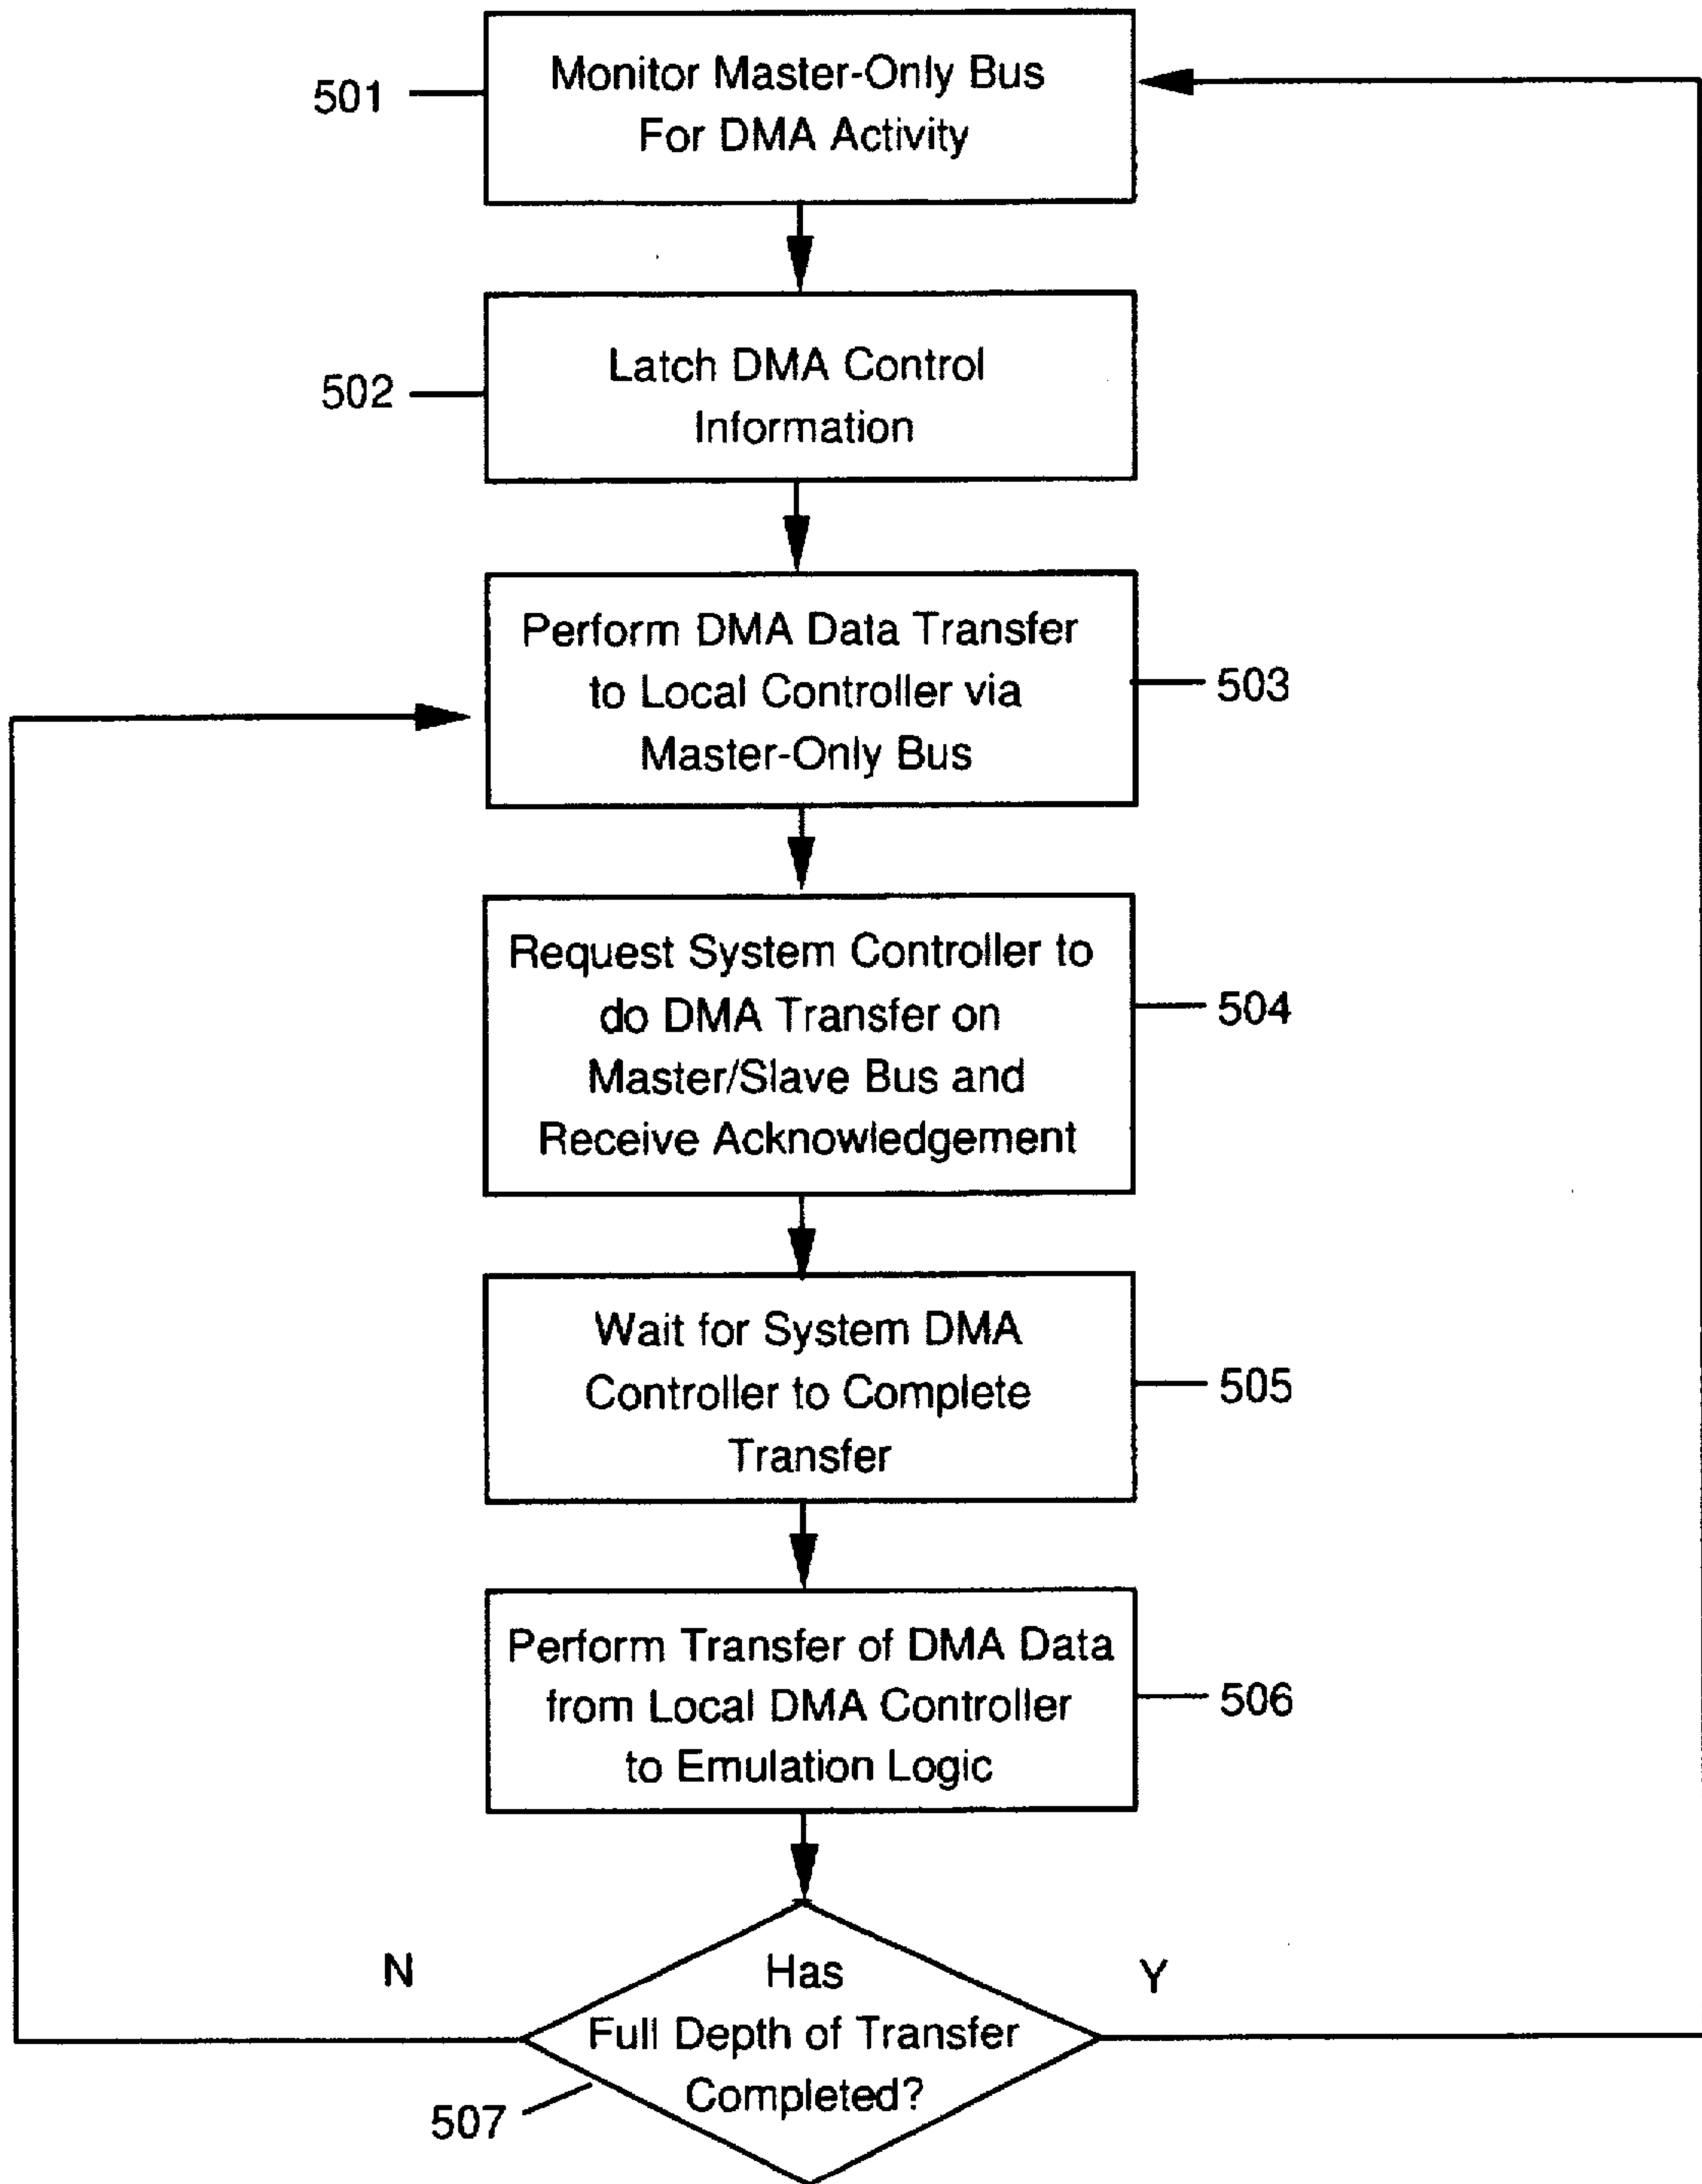 501
Monitor Master-Only Bus
For DMA Activity
502
Latch DMA Control
Information
Perform DMA Data Transfer
to Local Controller via
Master-Only Bus
503
Request System Controller to
do DMA Transfer on
Master/Slave Bus and
Receive Acknowledgement
504
Wait for System DMA
Controller to Complete
Transfer
505
Perform Transfer of DMA Data
from Local DMA Controller
to Emulation Logic
506
N
Has
Full Depth of Transfer
Completed?
Y
507